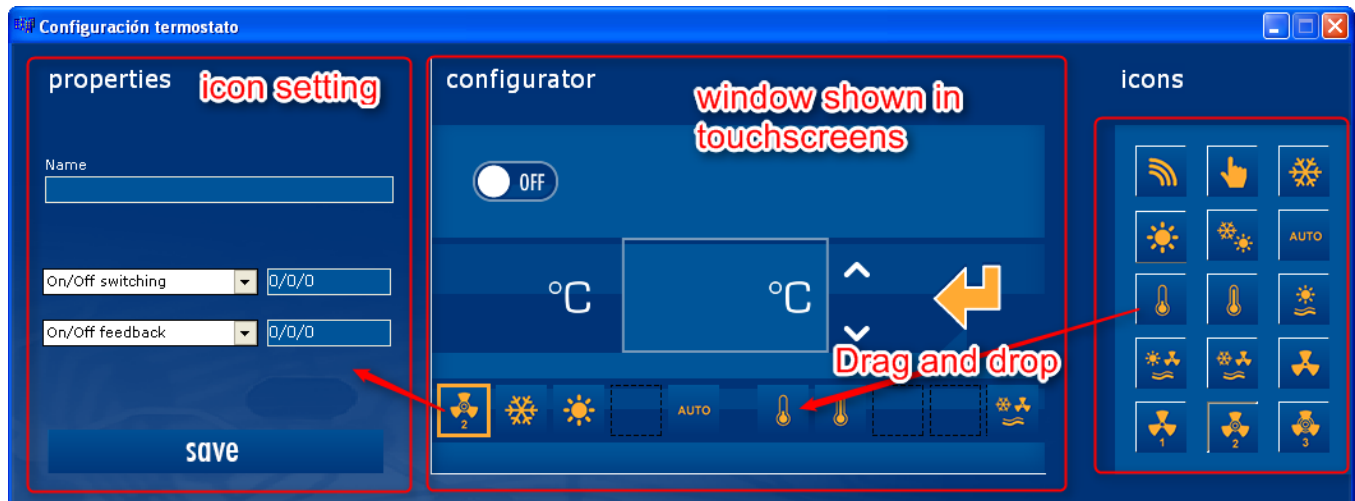 Configuración termostato
properties
icon setting
Name
On/Off switching
0/0/0
On/Off feedback
0/0/0
save
configurator
window shown in
touchscreens
OFF
°C
°C
Drag and drop
2
AUTO
icons
AUTO
1
2
3